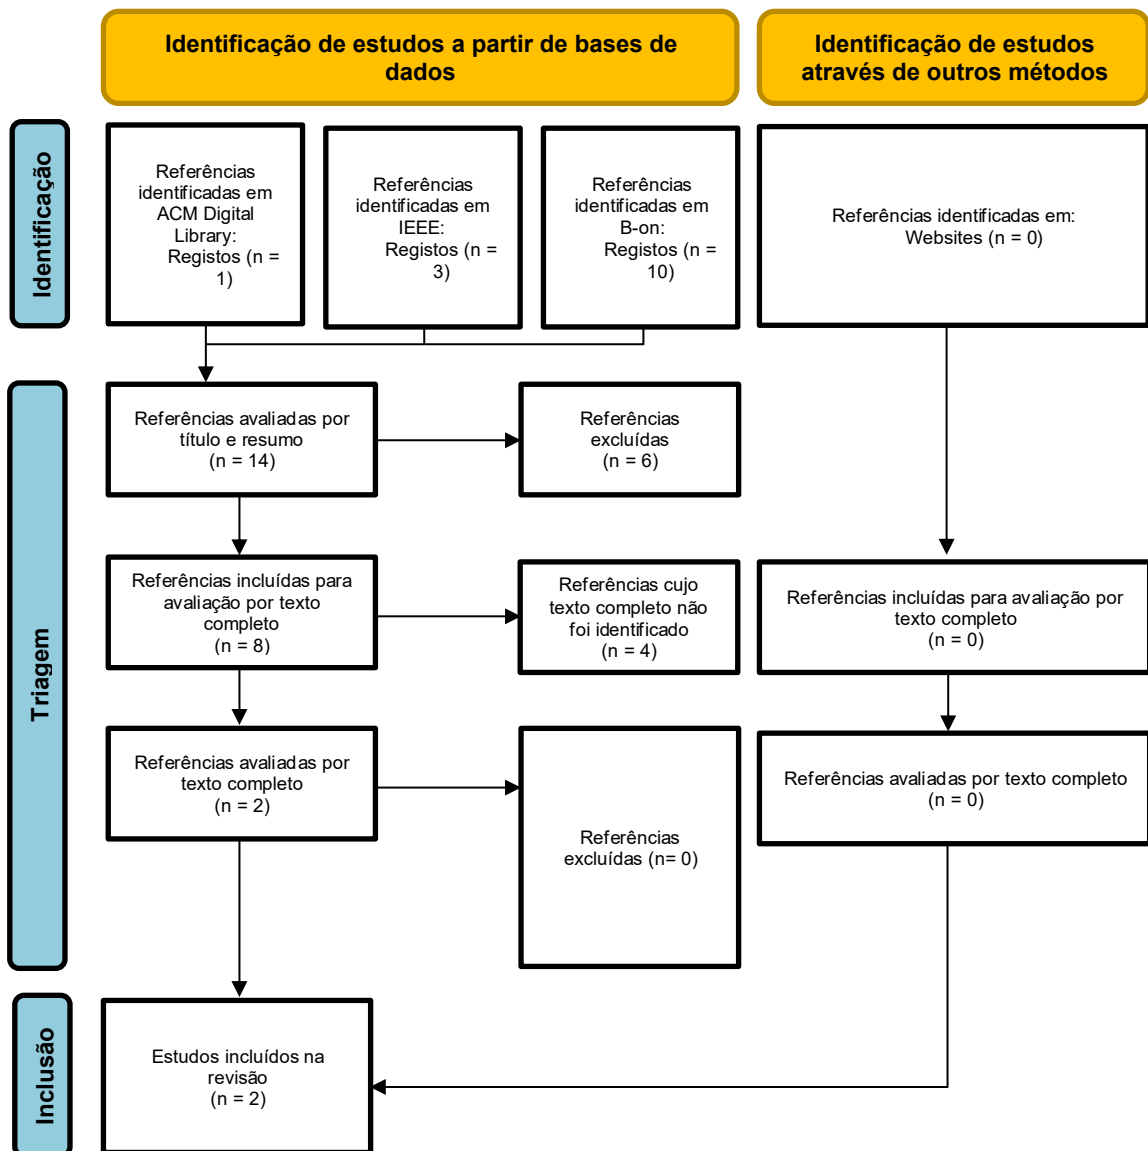 Identificação de estudos a partir de bases de
dados
Identificação de estudos
através de outros métodos
Identificação
Referências
identificadas em
ACM Digital
Library:
Registos (n =
1)
Referências
identificadas em
IEEE:
Registos (n =
3)
Referências
identificadas em
B-on:
Registos (n =
10)
Referências identificadas em:
Websites (n = 0)
Triagem
Referências avaliadas por
título e resumo
(n = 14)
Referências
excluídas
(n = 6)
Referências incluídas para
avaliação por texto
completo
(n = 8)
Referências cujo
texto completo não
foi identificado
(n = 4)
Referências incluídas para avaliação por
texto completo
(n = 0)
Referências avaliadas por
texto completo
(n = 2)
Referências
excluídas (n= 0)
Referências avaliadas por texto completo
(n = 0)
Inclusão
Estudos incluídos na
revisão
(n = 2)